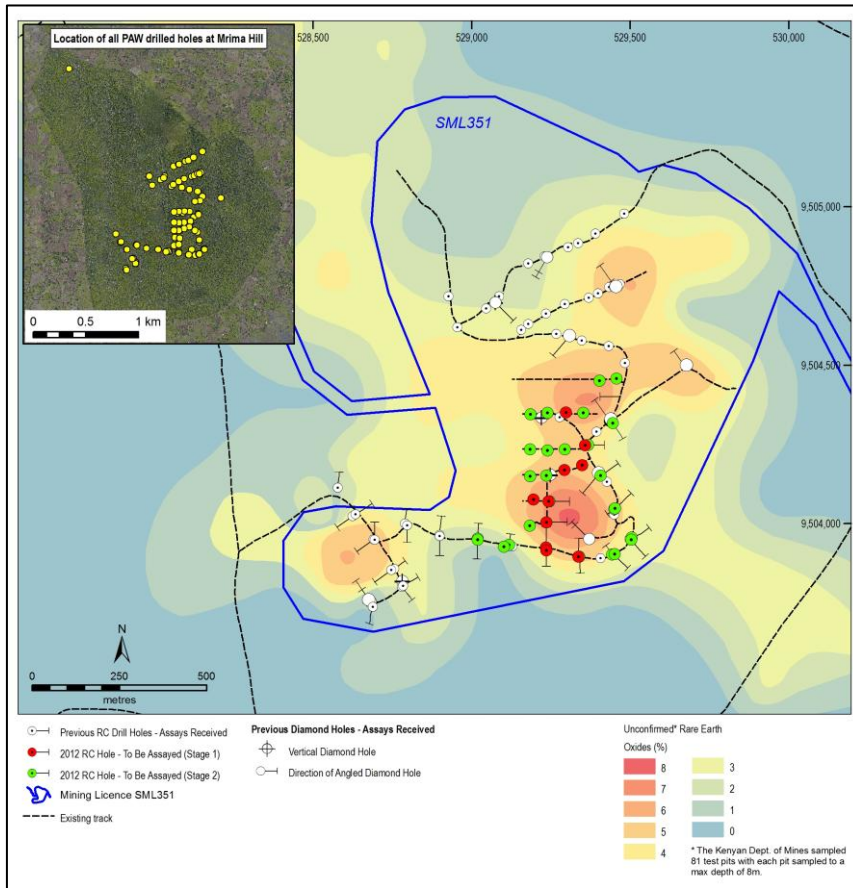 Location of all PAW drilled holes at Mrima Hill
0 0.5 1 km
528,500 529,000 529,500 530,000
SML351
9,505,000
9,504,500
9,504,000
N
0 250 500
metres
Previous RC Drill Holes - Assays Received
2012 RC Hole - To Be Assayed (Stage 1)
2012 RC Hole - To Be Assayed (Stage 2)
Mining Licence SML351
Existing track
Previous Diamond Holes - Assays Received
Vertical Diamond Hole
Direction of Angled Diamond Hole
Unconfirmed* Rare Earth
Oxides (%)
8
7
6
5
4
3
2
1
0
* The Kenyan Dept. of Mines sampled
81 test pits with each pit sampled to a
max depth of 8m.